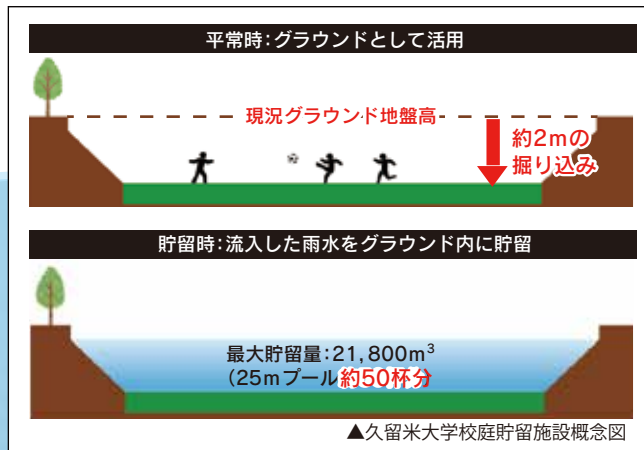 平常時:グラウンドとして活用
現況グラウンド地盤高
約2mの
掘り込み
貯留時:流入した雨水をグラウンド内に貯留
最大貯留量:21,800m³
(25mプール約50杯分
▲久留米大学校庭貯留施設概念図